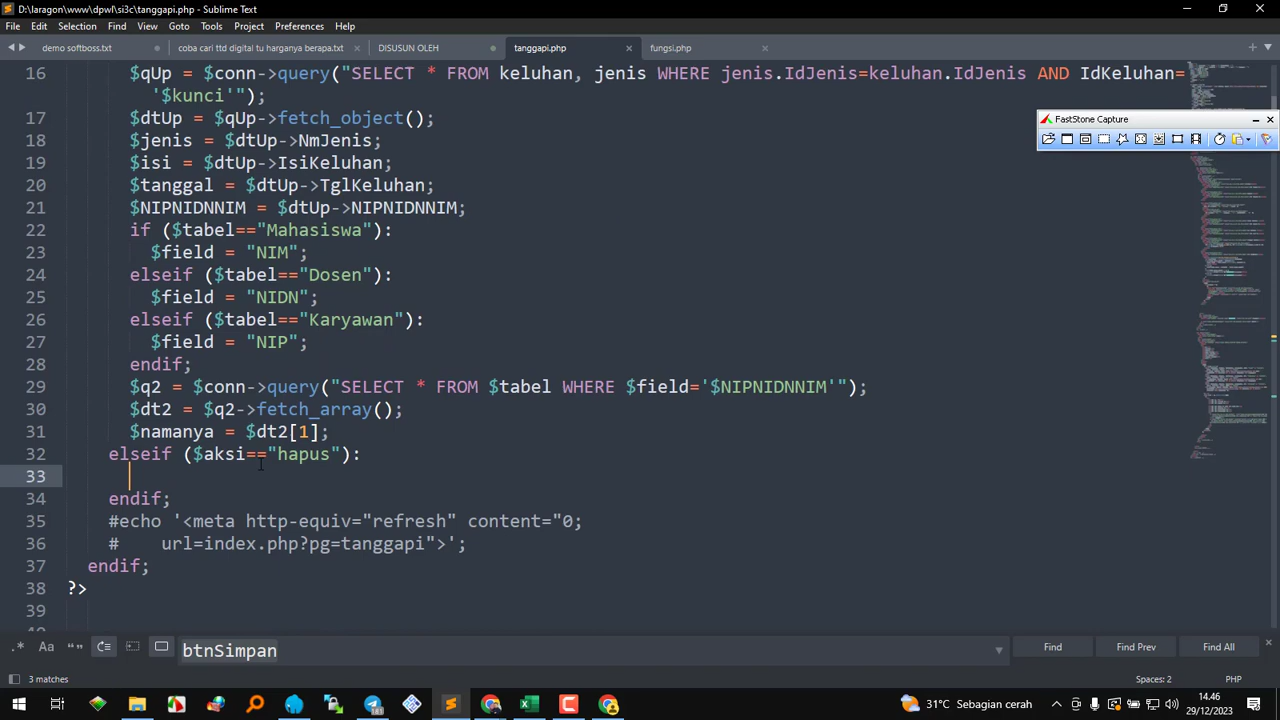 D:\laragon\www\dpwl\si3c\tanggapi.php - Sublime Text
File Edit Selection Find View Goto Tools Project Preferences Help
demo softboss.txt coba cari ttd digital tu harganya berapa.txt DISUSUN OLEH tanggapi.php fungsi.php
16 $qUp = $conn->query("SELECT * FROM keluhan, jenis WHERE jenis.IdJenis=keluhan.IdJenis AND IdKeluhan=
'$kunci'");
FastStone Capture
17 $dtUp = $qUp->fetch_object();
18 $jenis = $dtUp->NmJenis;
19 $isi = $dtUp->IsiKeluhan;
20 $tanggal = $dtUp->TglKeluhan;
21 $NIPNIDNNIM = $dtUp->NIPNIDNNIM;
22 if ($tabel=="Mahasiswa"):
23 $field = "NIM";
24 elseif ($tabel=="Dosen"):
25 $field = "NIDN";
26 elseif ($tabel=="Karyawan"):
27 $field = "NIP";
28 endif;
29 $q2 = $conn->query("SELECT * FROM $tabel WHERE $field='$NIPNIDNNIM'");
30 $dt2 = $q2->fetch_array();
31 $namanya = $dt2[1];
32 elseif ($aksi=="hapus"):
33
34 endif;
35 #echo '<meta http-equiv="refresh" content="0;
36 # url=index.php?pg=tanggapi">';
37 endif;
38 ?>
39
btnSimpan Find Find Prev Find All
3 matches Spaces: 2 PHP
31°C Sebagian cerah 14.46
29/12/2023